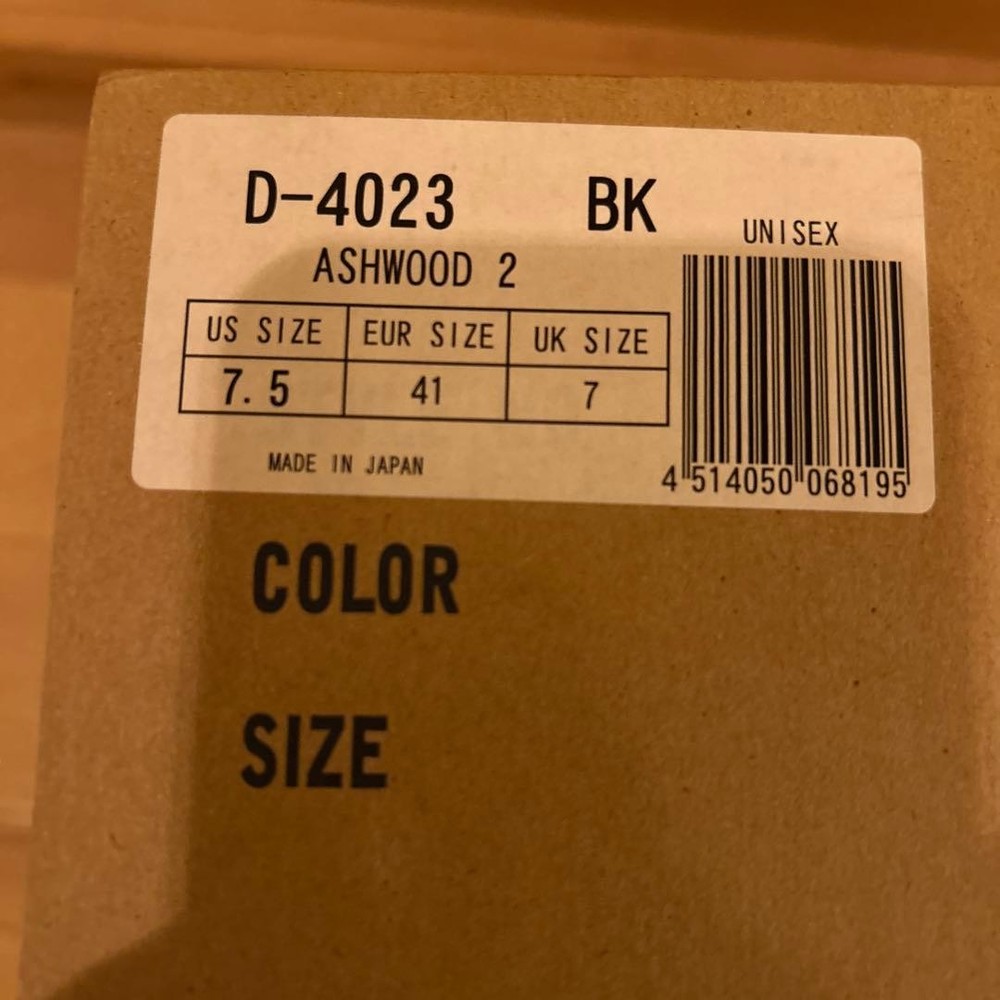 D-4023 BK
UNISEX
ASHWOOD 2
US SIZE EUR SIZE UK SIZE
7.5 41 7
MADE IN JAPAN
4 514050 068195
COLOR
SIZE